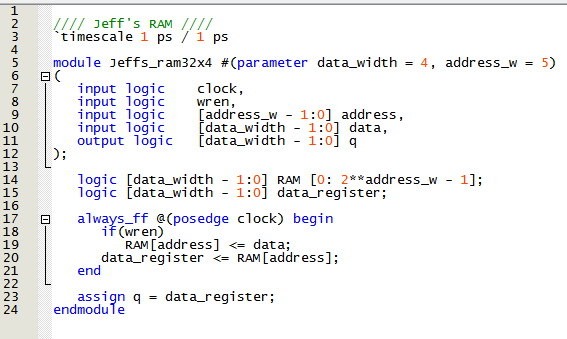 1
2 //// Jeff's RAM ////
3 `timescale 1 ps / 1 ps
4
5 module Jeffs_ram32x4 #(parameter data_width = 4, address_w = 5)
6 (
7 input logic clock,
8 input logic wren,
9 input logic [address_w - 1:0] address,
10 input logic [data_width - 1:0] data,
11 output logic [data_width - 1:0] q
12 );
13
14 logic [data_width - 1:0] RAM [0: 2**address_w - 1];
15 logic [data_width - 1:0] data_register;
16
17 always_ff @(posedge clock) begin
18 if(wren)
19 RAM[address] <= data;
20 data_register <= RAM[address];
21 end
22
23 assign q = data_register;
24 endmodule